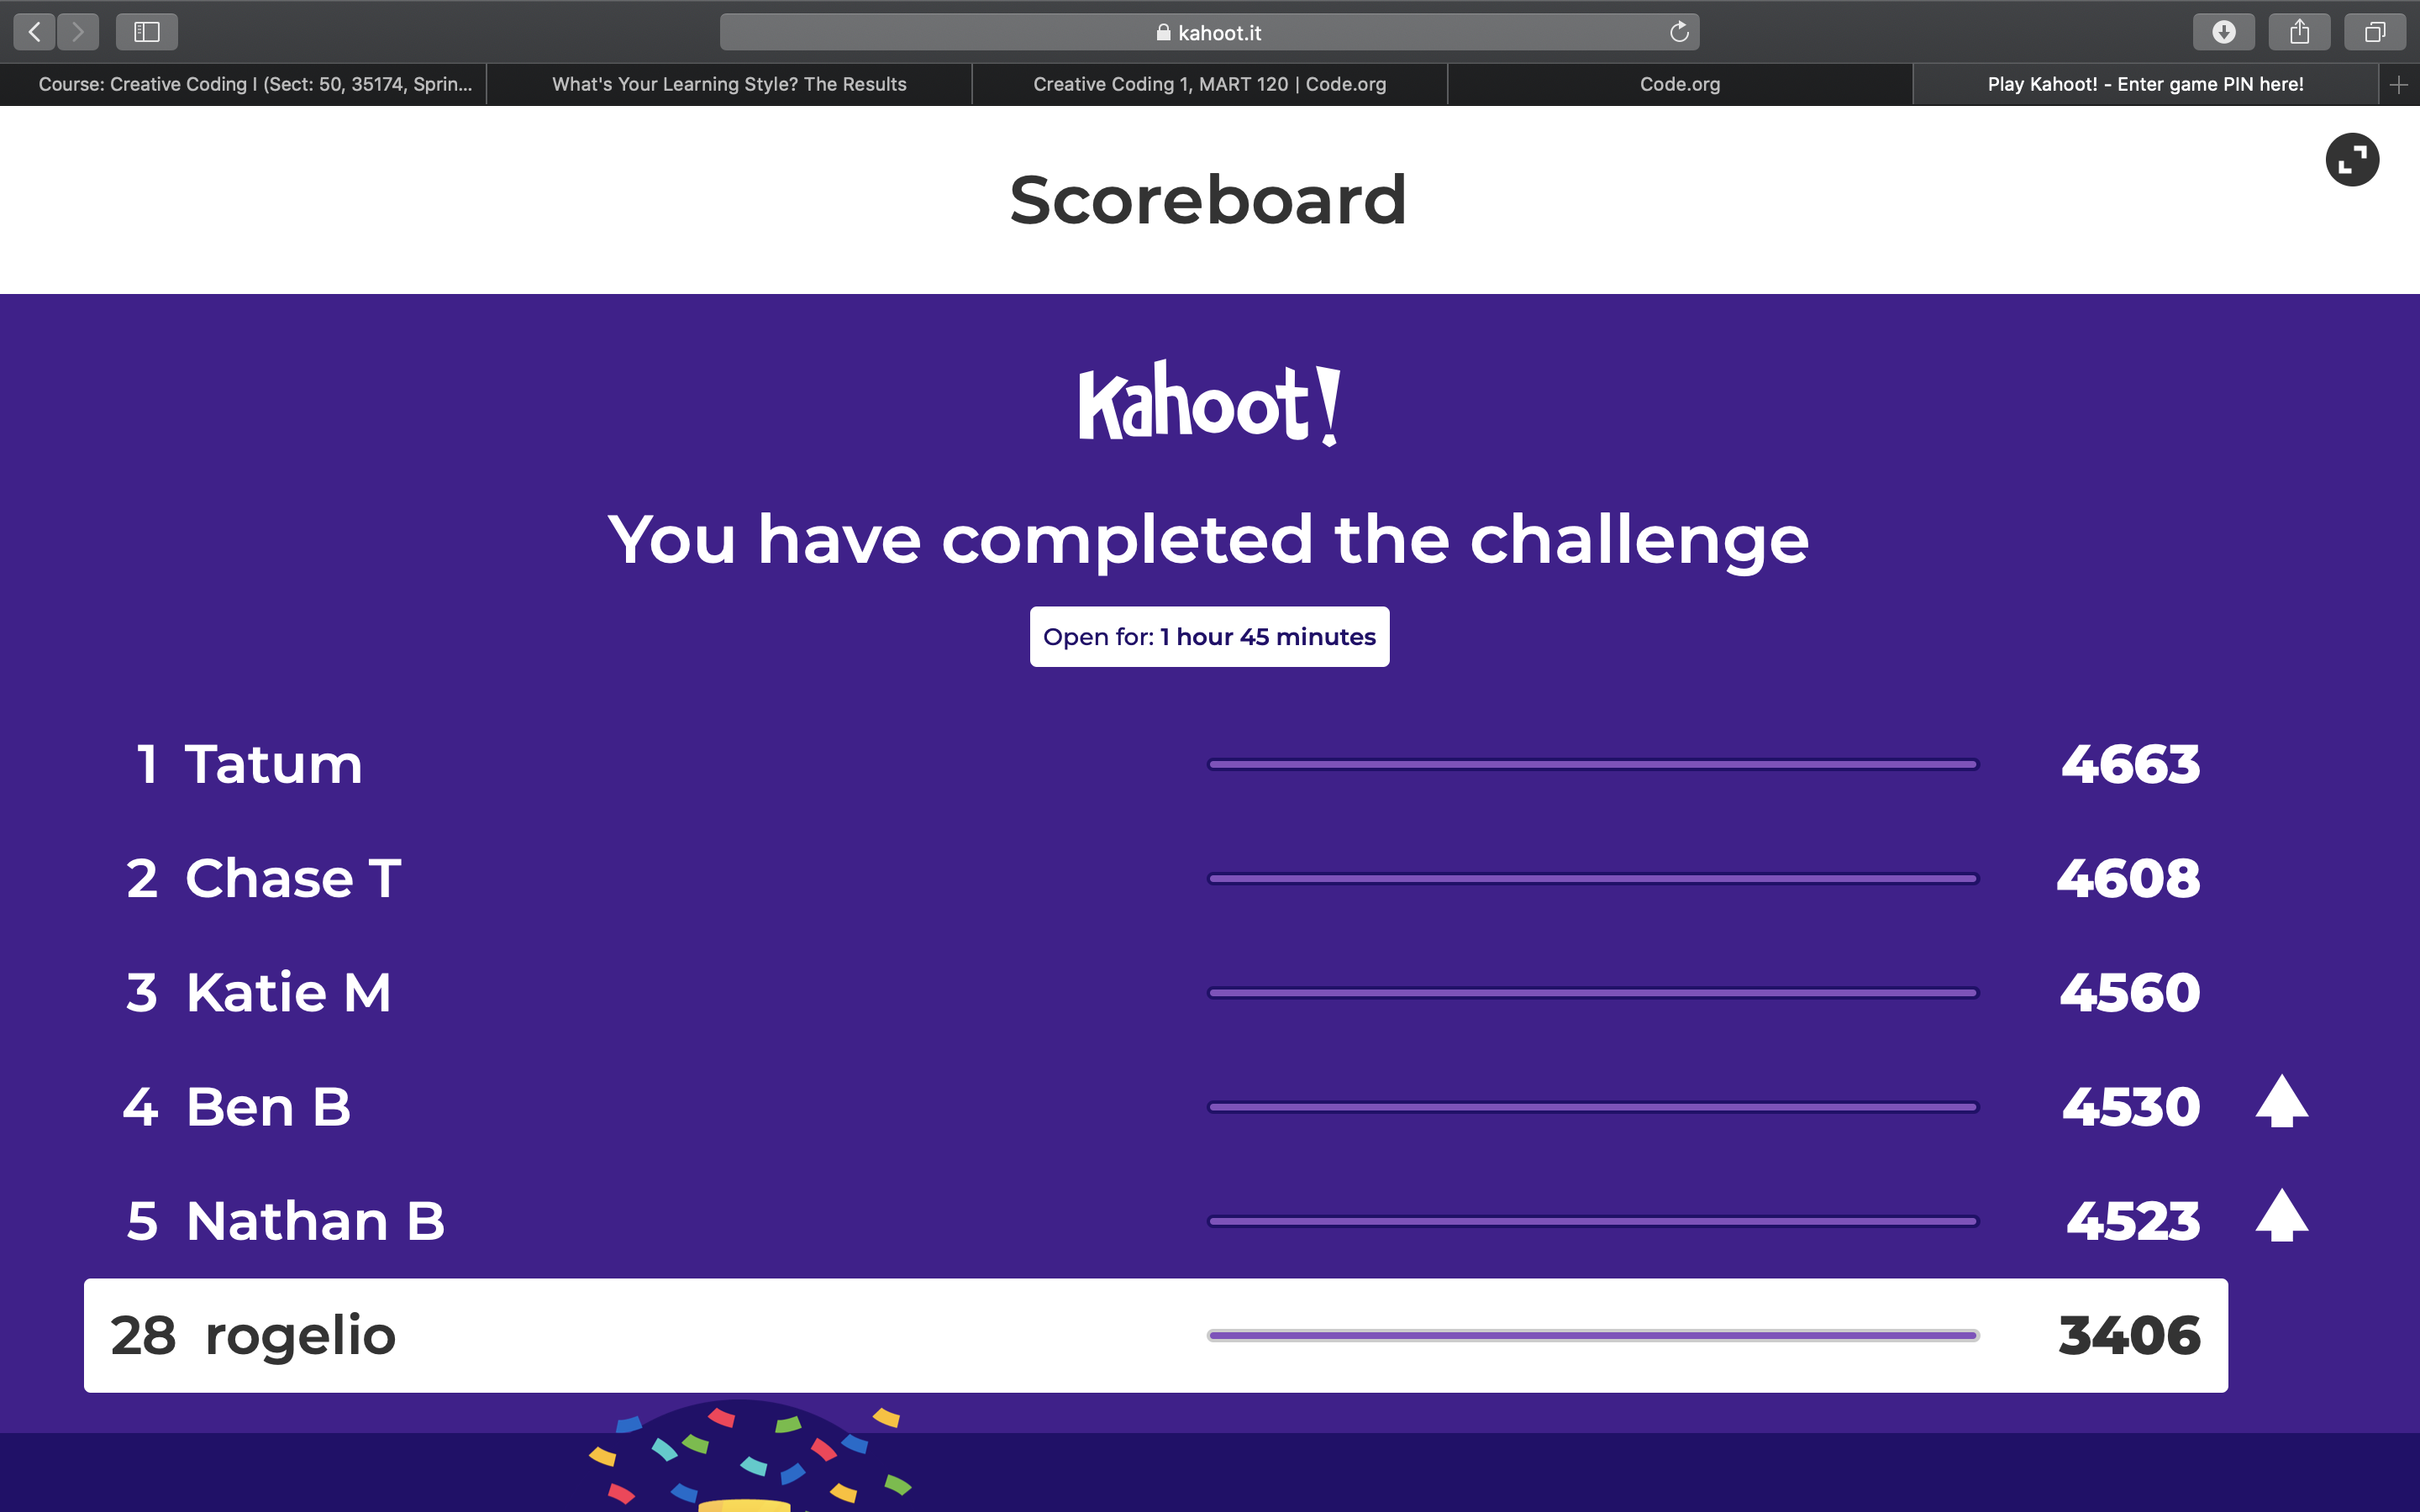 kahoot.it
Course: Creative Coding I (Sect: 50, 35174, Sprin...
What's Your Learning Style? The Results
Creative Coding 1, MART 120 | Code.org
Code.org
Play Kahoot! - Enter game PIN here!
Scoreboard
Kahoot!
You have completed the challenge
Open for: 1 hour 45 minutes
1 Tatum 4663
2 Chase T 4608
3 Katie M 4560
4 Ben B 4530
5 Nathan B 4523
28 rogelio 3406